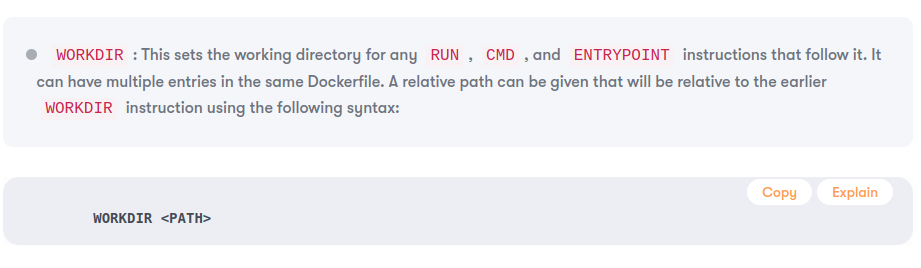 WORKDIR : This sets the working directory for any RUN , CMD , and ENTRYPOINT instructions that follow it. It
can have multiple entries in the same Dockerfile. A relative path can be given that will be relative to the earlier
WORKDIR instruction using the following syntax:
Copy Explain
WORKDIR <PATH>